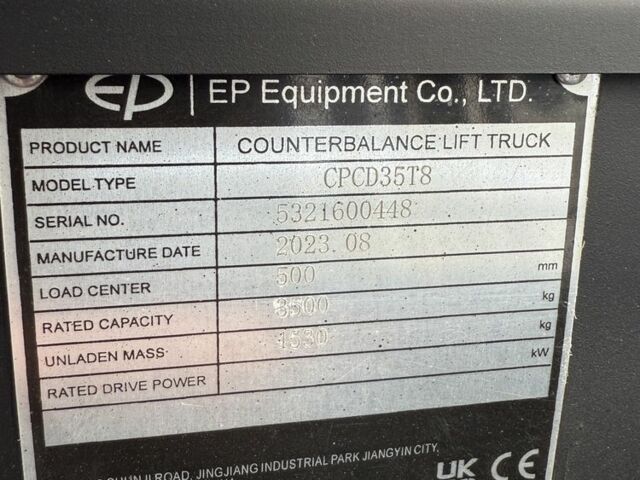 EP | EP Equipment Co., LTD.
PRODUCT NAME COUNTERBALANCE LIFT TRUCK
MODEL TYPE CPCD35T8
SERIAL NO. 5321600448
MANUFACTURE DATE 2023.08
LOAD CENTER 500 mm
RATED CAPACITY 3500 kg
UNLADEN MASS kg
RATED DRIVE POWER kW
ROAD, JINGJIANG INDUSTRIAL PARK JIANGYIN CITY,
UK CE